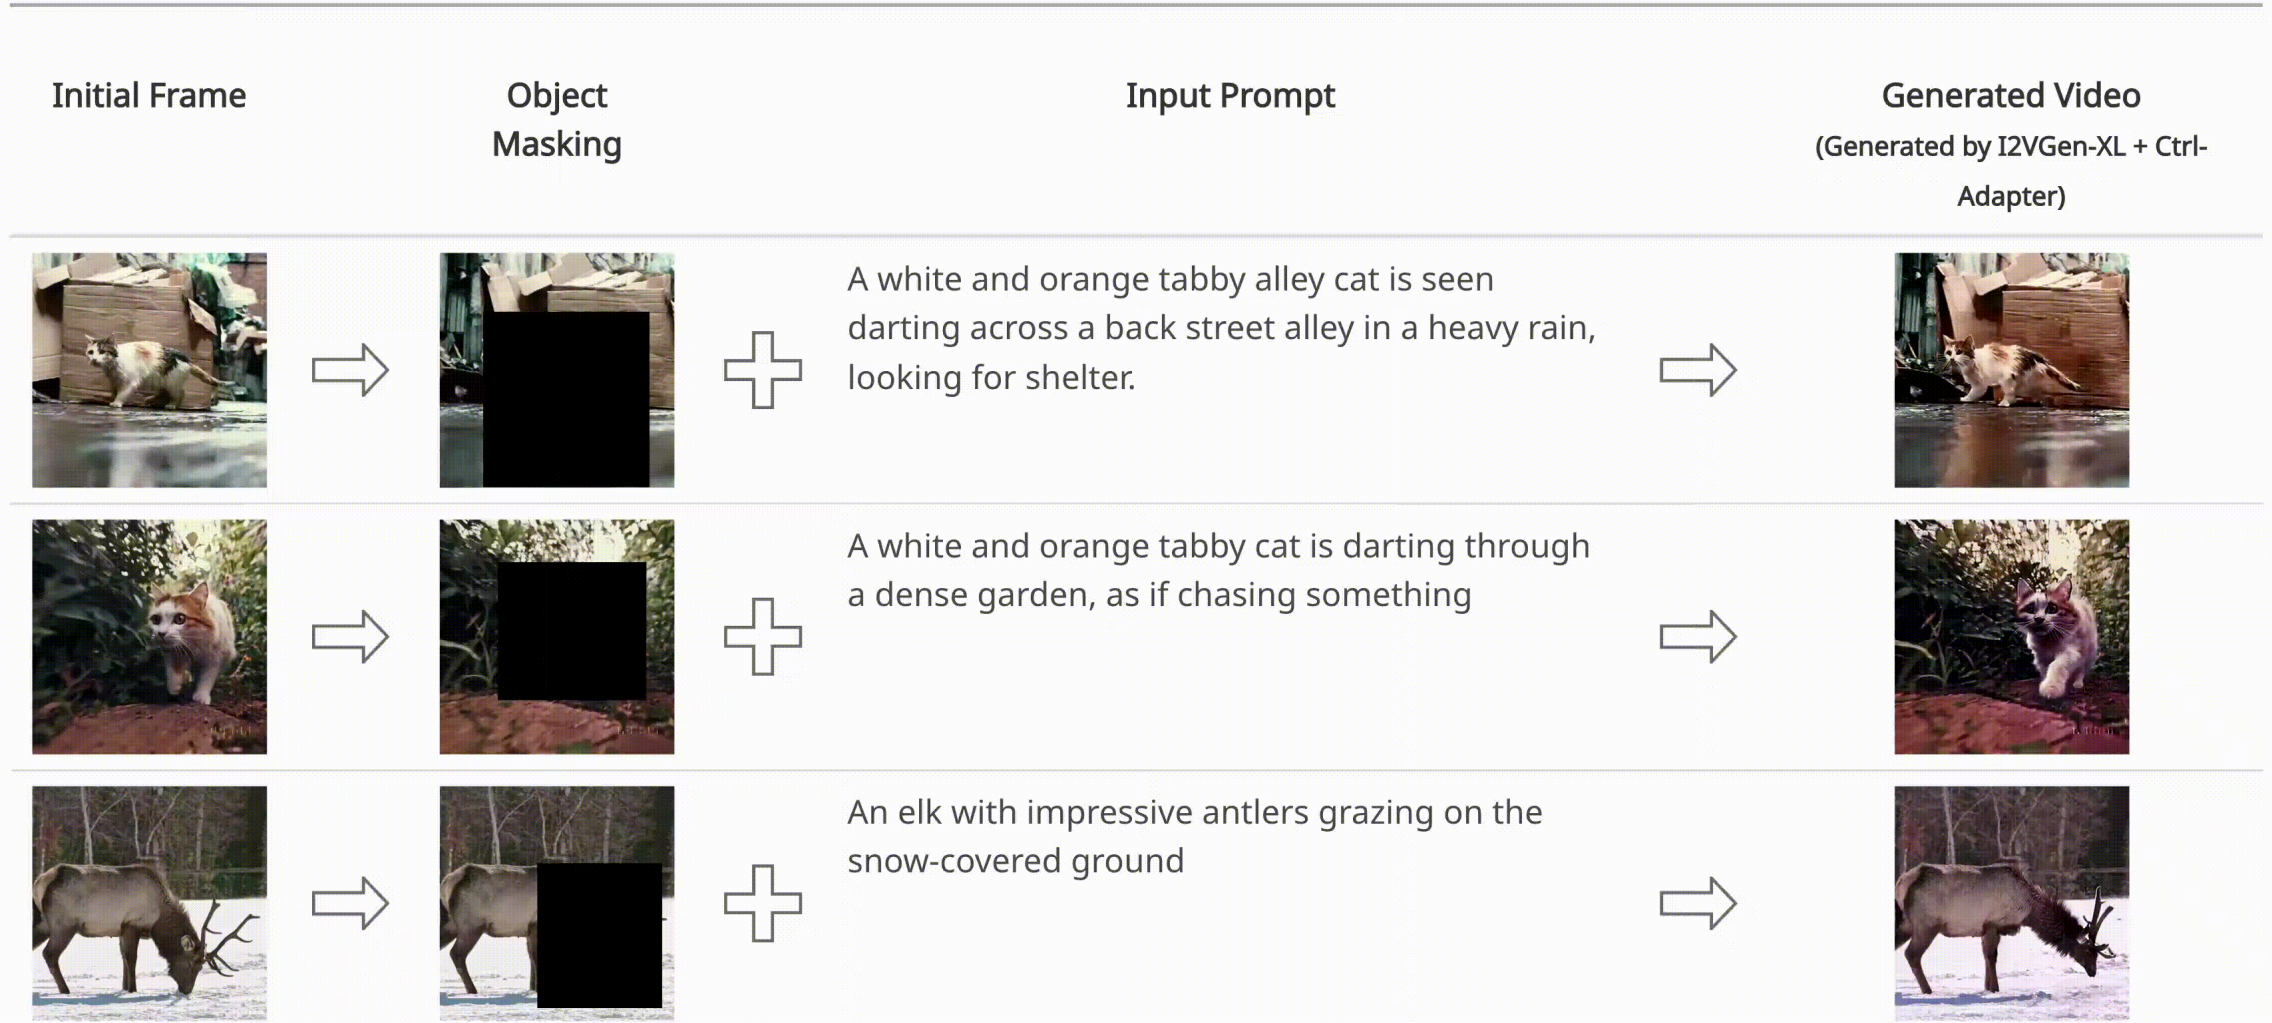 Initial Frame
Object
Masking
Input Prompt
Generated Video
(Generated by I2VGen-XL + Ctrl-
Adapter)
A white and orange tabby alley cat is seen
darting across a back street alley in a heavy rain,
looking for shelter.
A white and orange tabby cat is darting through
a dense garden, as if chasing something
An elk with impressive antlers grazing on the
snow-covered ground